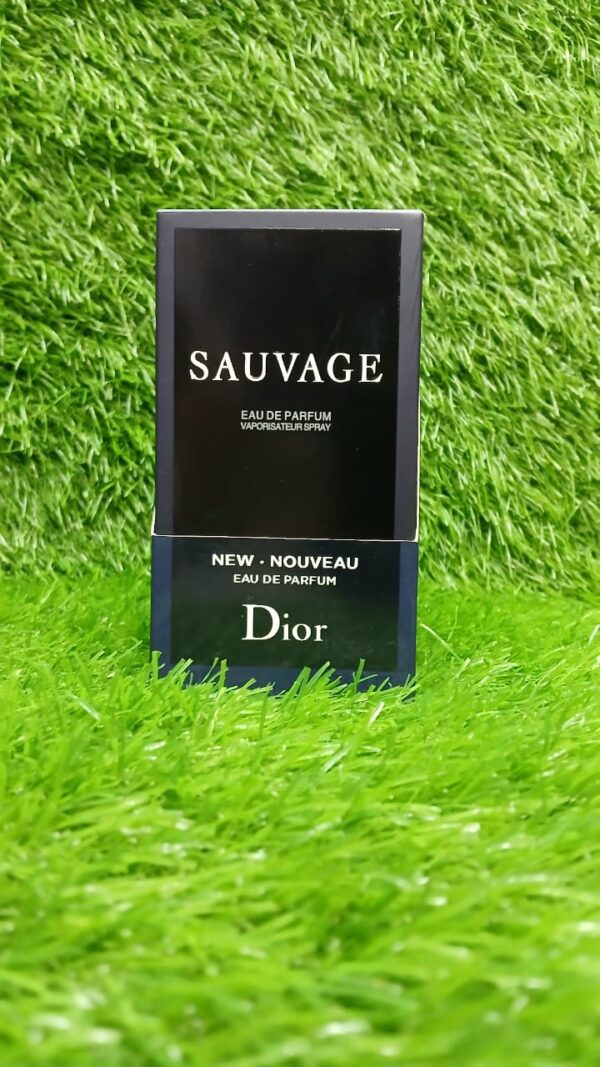 SAUVAGE
EAU DE PARFUM
VAPORISATEUR SPRAY
NEW · NOUVEAU
EAU DE PARFUM
Dior